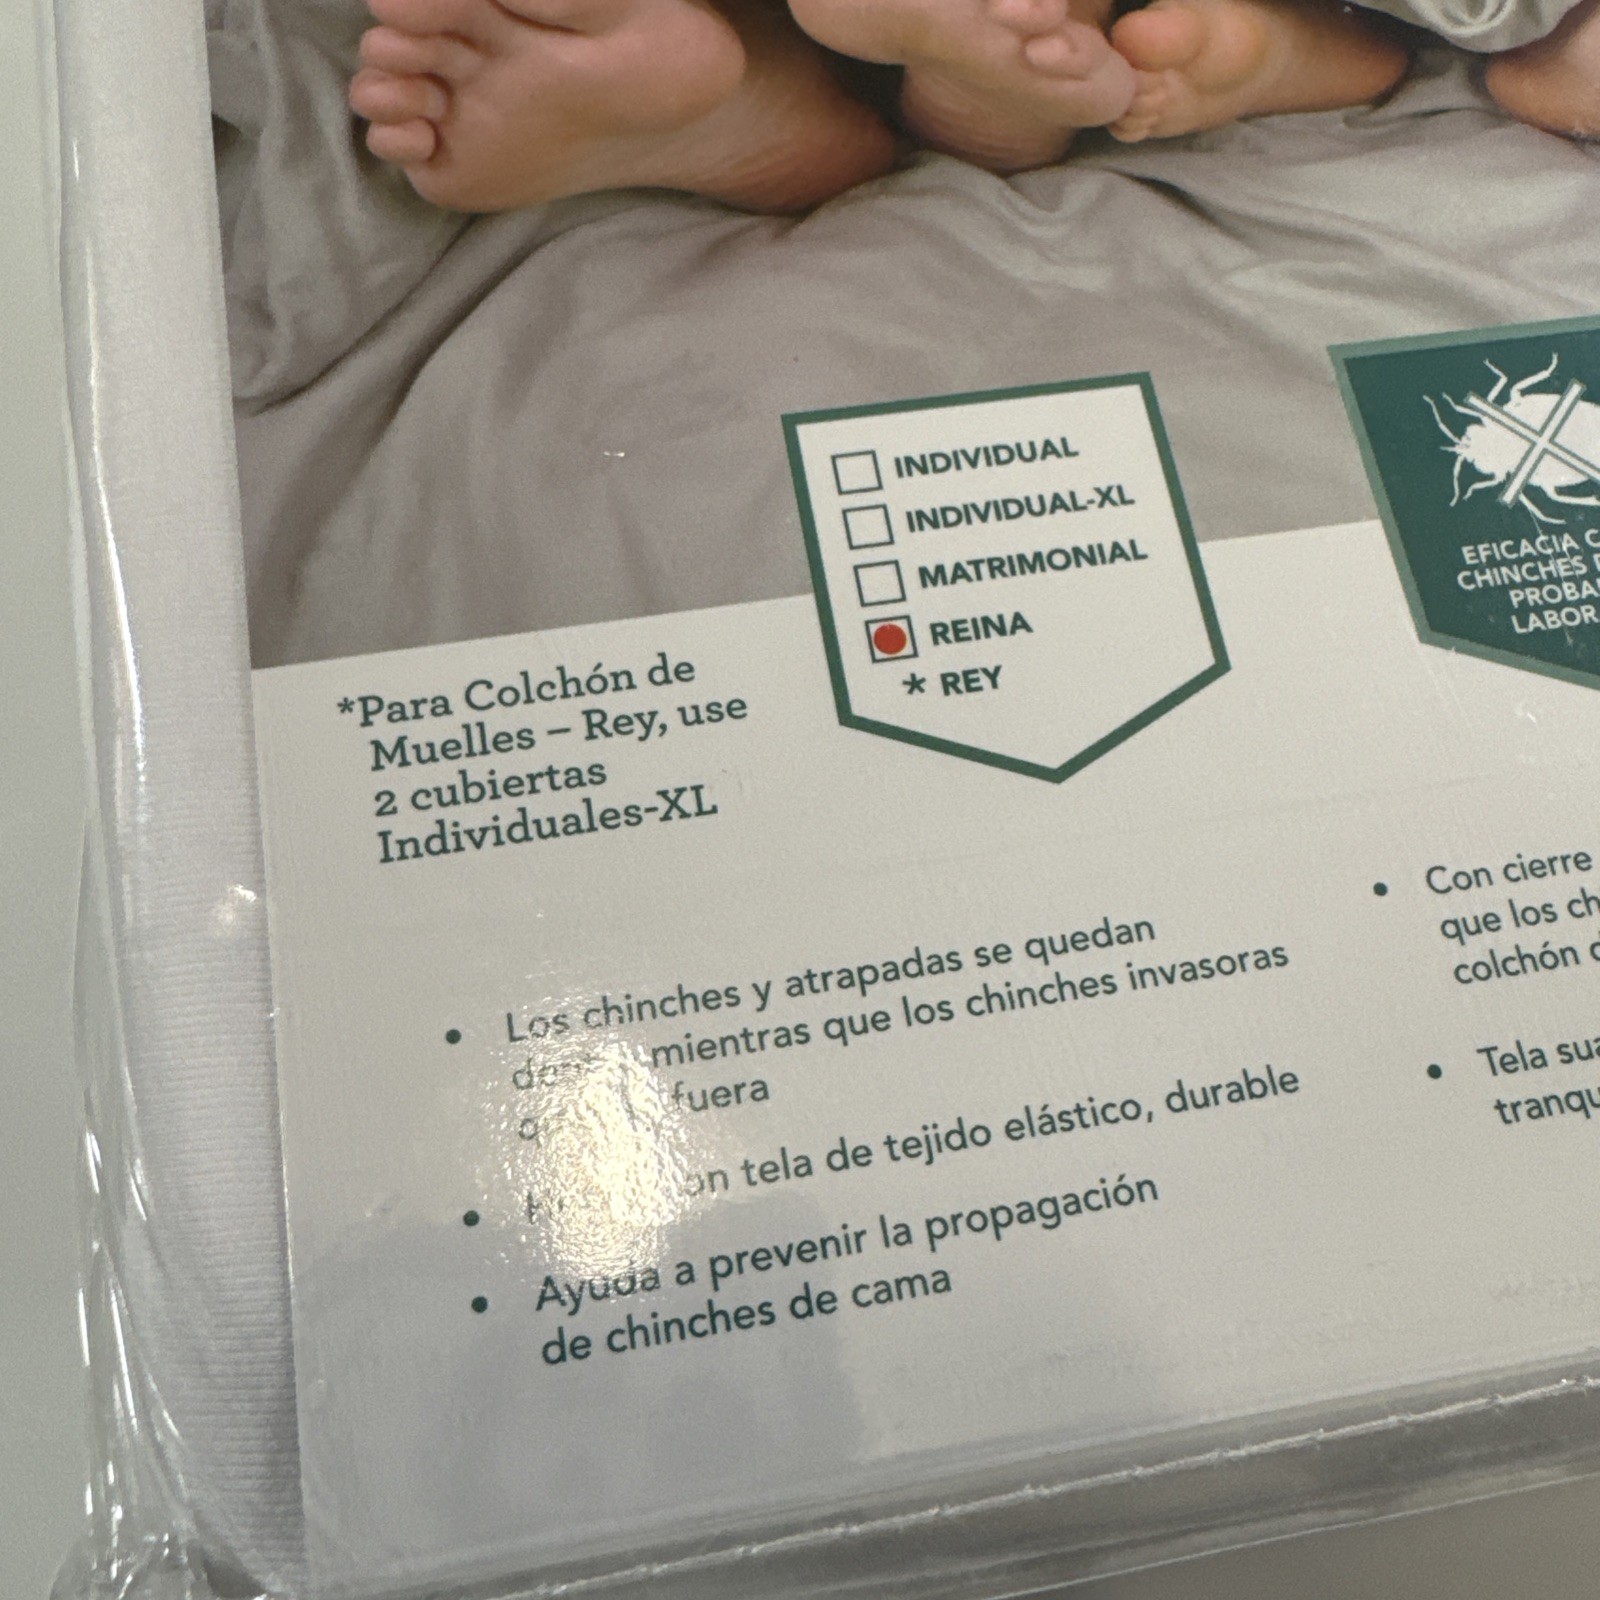 INDIVIDUAL
INDIVIDUAL-XL
MATRIMONIAL
REINA
* REY
*Para Colchón de
Muelles – Rey, use
2 cubiertas
Individuales-XL
EFICACIA
CHINCHES
• Los chinches y atrapadas se quedan
mientras que los chinches invasoras
fuera
• tela de tejido elástico, durable
• Ayuda a prevenir la propagación
de chinches de cama
• Con cierre
que los
colchón
• Tela